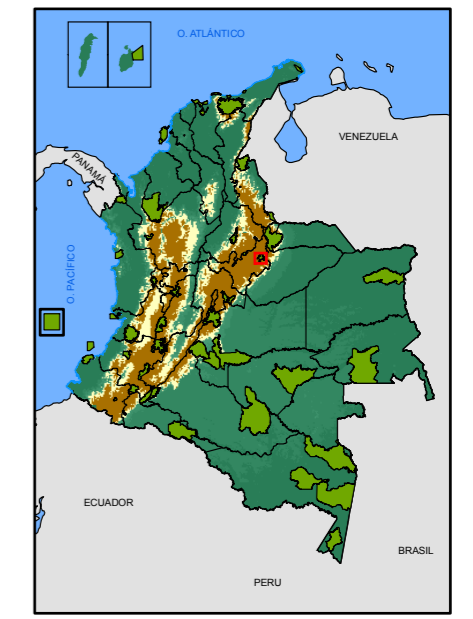 O. ATLÁNTICO
VENEZUELA
PANAMÁ
O. PACÍFICO
ECUADOR
BRASIL
PERU